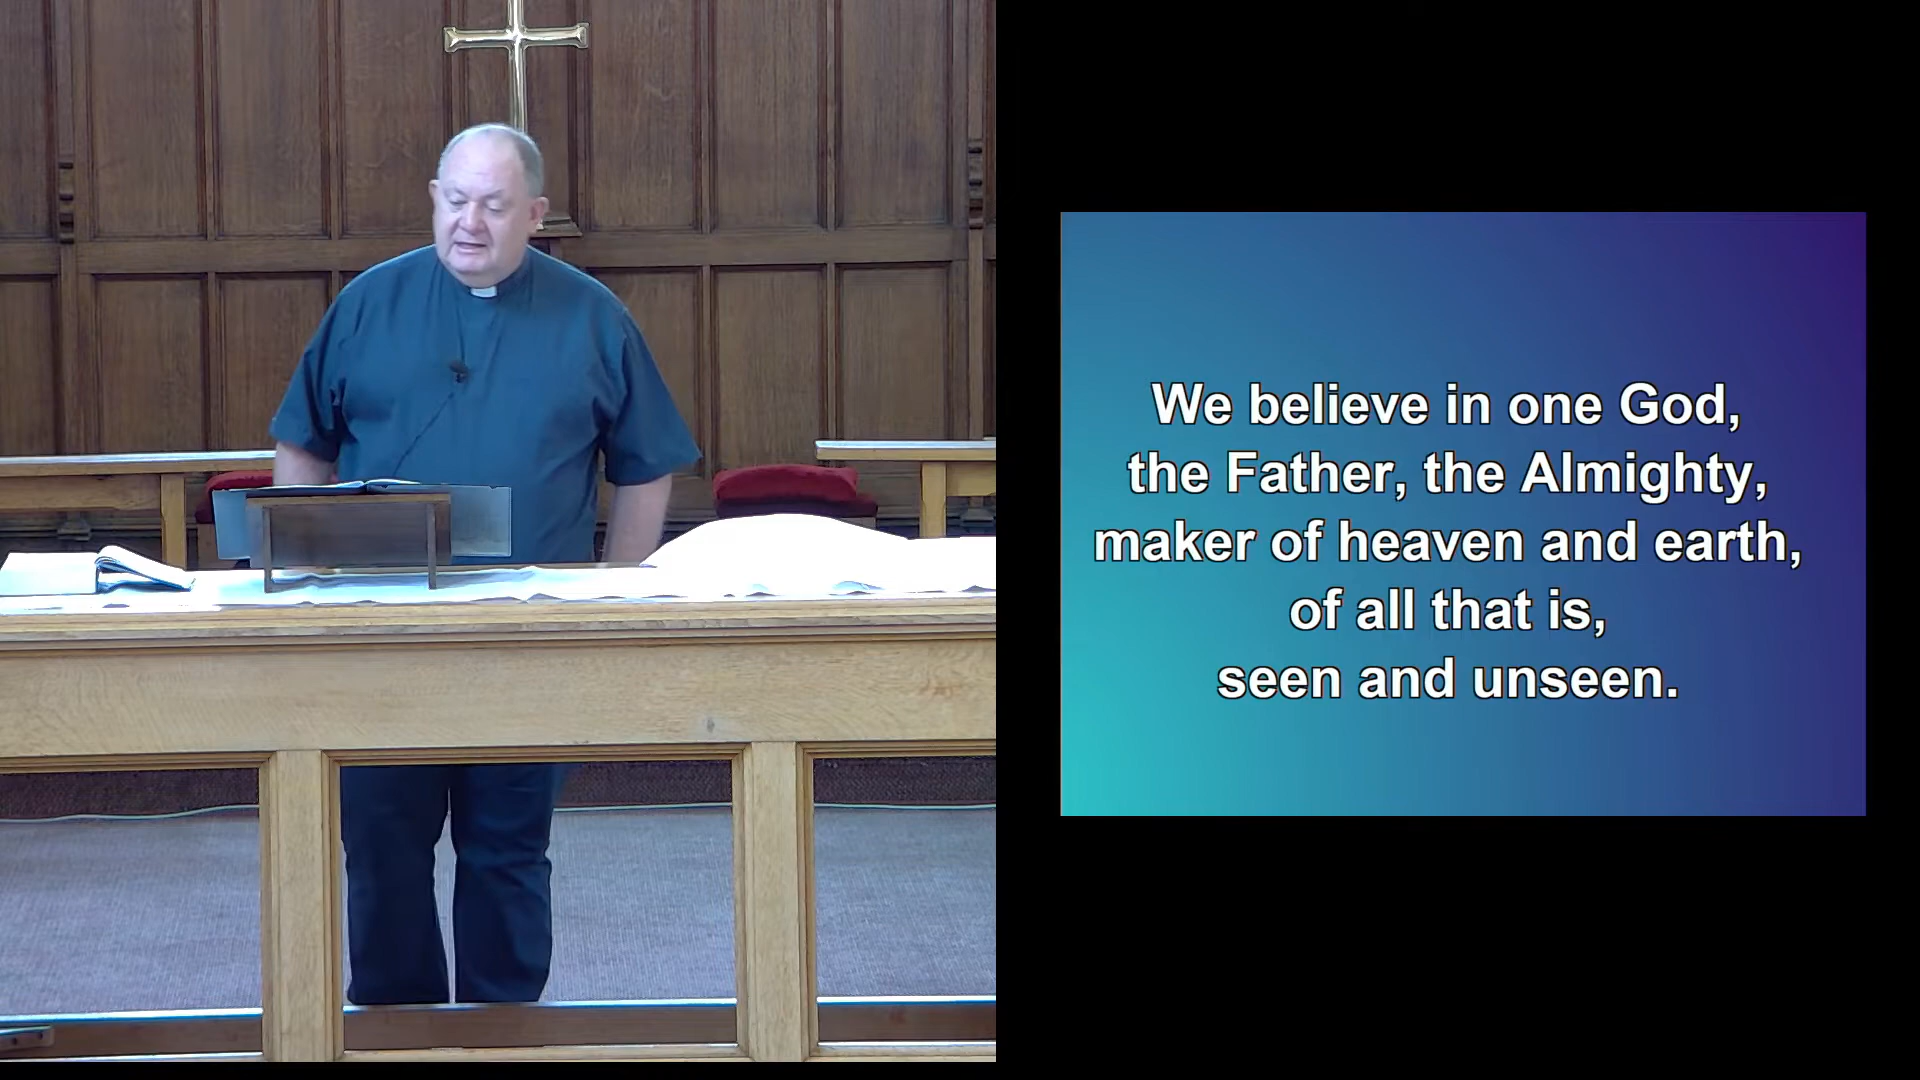 We believe in one God,
the Father, the Almighty,
maker of heaven and earth,
of all that is,
seen and unseen.